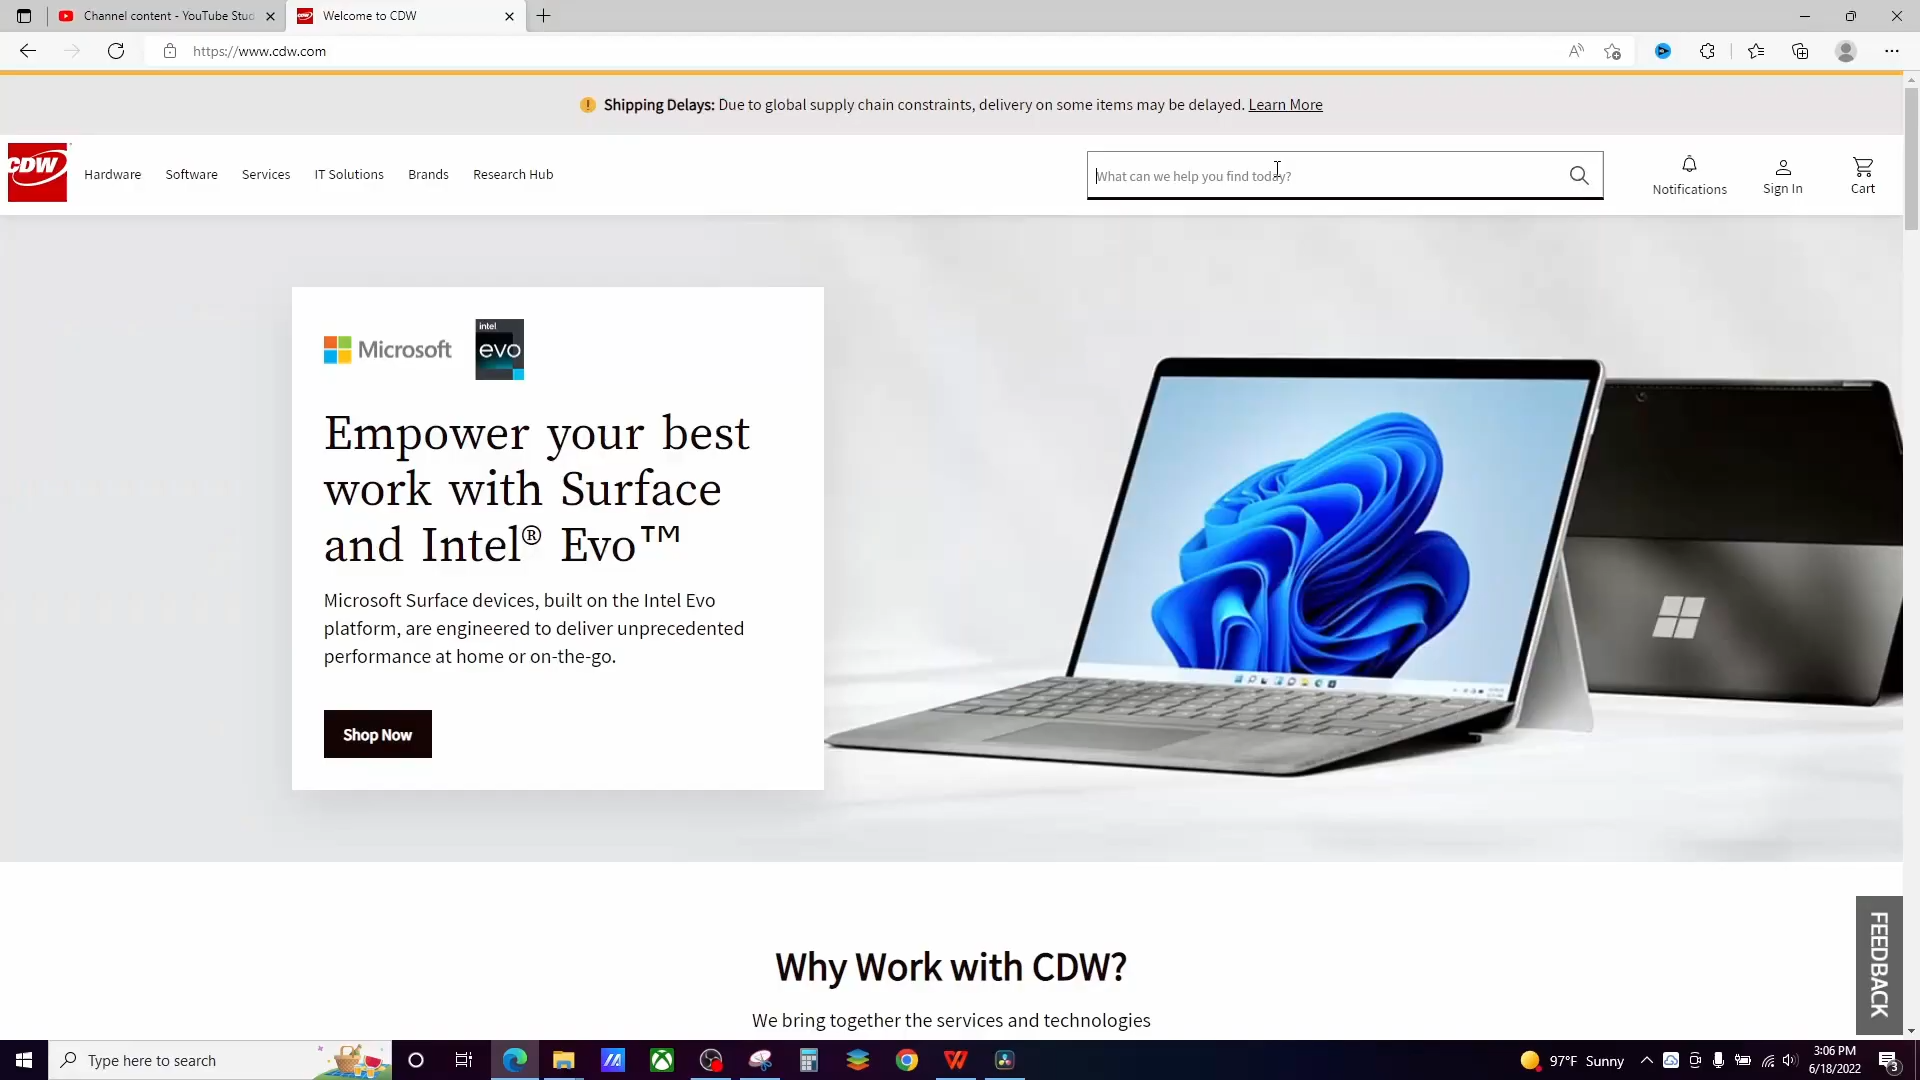 Channel content - YouTube Stud
Welcome to CDW
https://www.cdw.com
Shipping Delays: Due to global supply chain constraints, delivery on some items may be delayed. Learn More
CDW
Hardware
Software
Services
IT Solutions
Brands
Research Hub
What can we help you find today?
Notifications
Sign In
Cart
Microsoft
intel
evo
Empower your best
work with Surface
and Intel® Evo™
Microsoft Surface devices, built on the Intel Evo
platform, are engineered to deliver unprecedented
performance at home or on-the-go.
Shop Now
FEEDBACK
Why Work with CDW?
We bring together the services and technologies
Type here to search
97°F Sunny
3:06 PM
6/18/2022
3